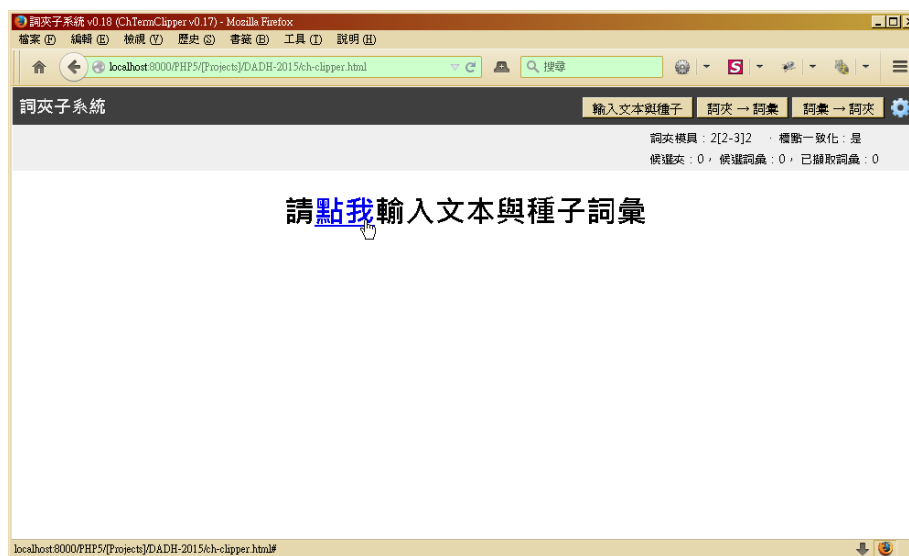 詞夾子系統 v0.18 (ChTermClipper v0.17) - Mozilla Firefox
檔案(F) 編輯(E) 檢視(V) 歷史(S) 書籤(B) 工具(T) 說明(H)
localhost:8000/PHP5/[Projects]/DADH-2015/ch-clipper.html
搜尋
詞夾子系統
輸入文本與種子 詞夾→詞彙 詞彙→詞夾
詞夾模具:2[2-3]2 · 標點一致化:是
候選夾:0, 候選詞彙:0, 已擷取詞彙:0
請點我輸入文本與種子詞彙
localhost:8000/PHP5/[Projects]/DADH-2015/ch-clipper.html#